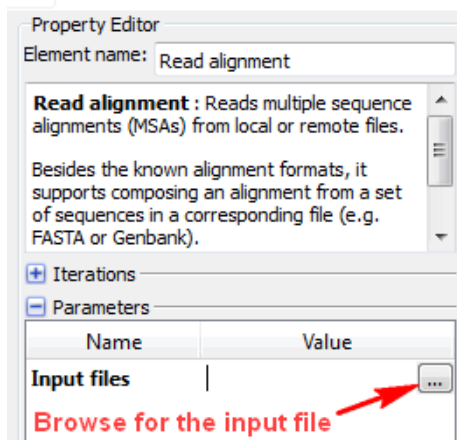 Property Editor
Element name: Read alignment
Read alignment : Reads multiple sequence
alignments (MSAs) from local or remote files.
Besides the known alignment formats, it
supports composing an alignment from a set
of sequences in a corresponding file (e.g.
FASTA or Genbank).
Iterations
Parameters
Name Value
Input files ...
Browse for the input file